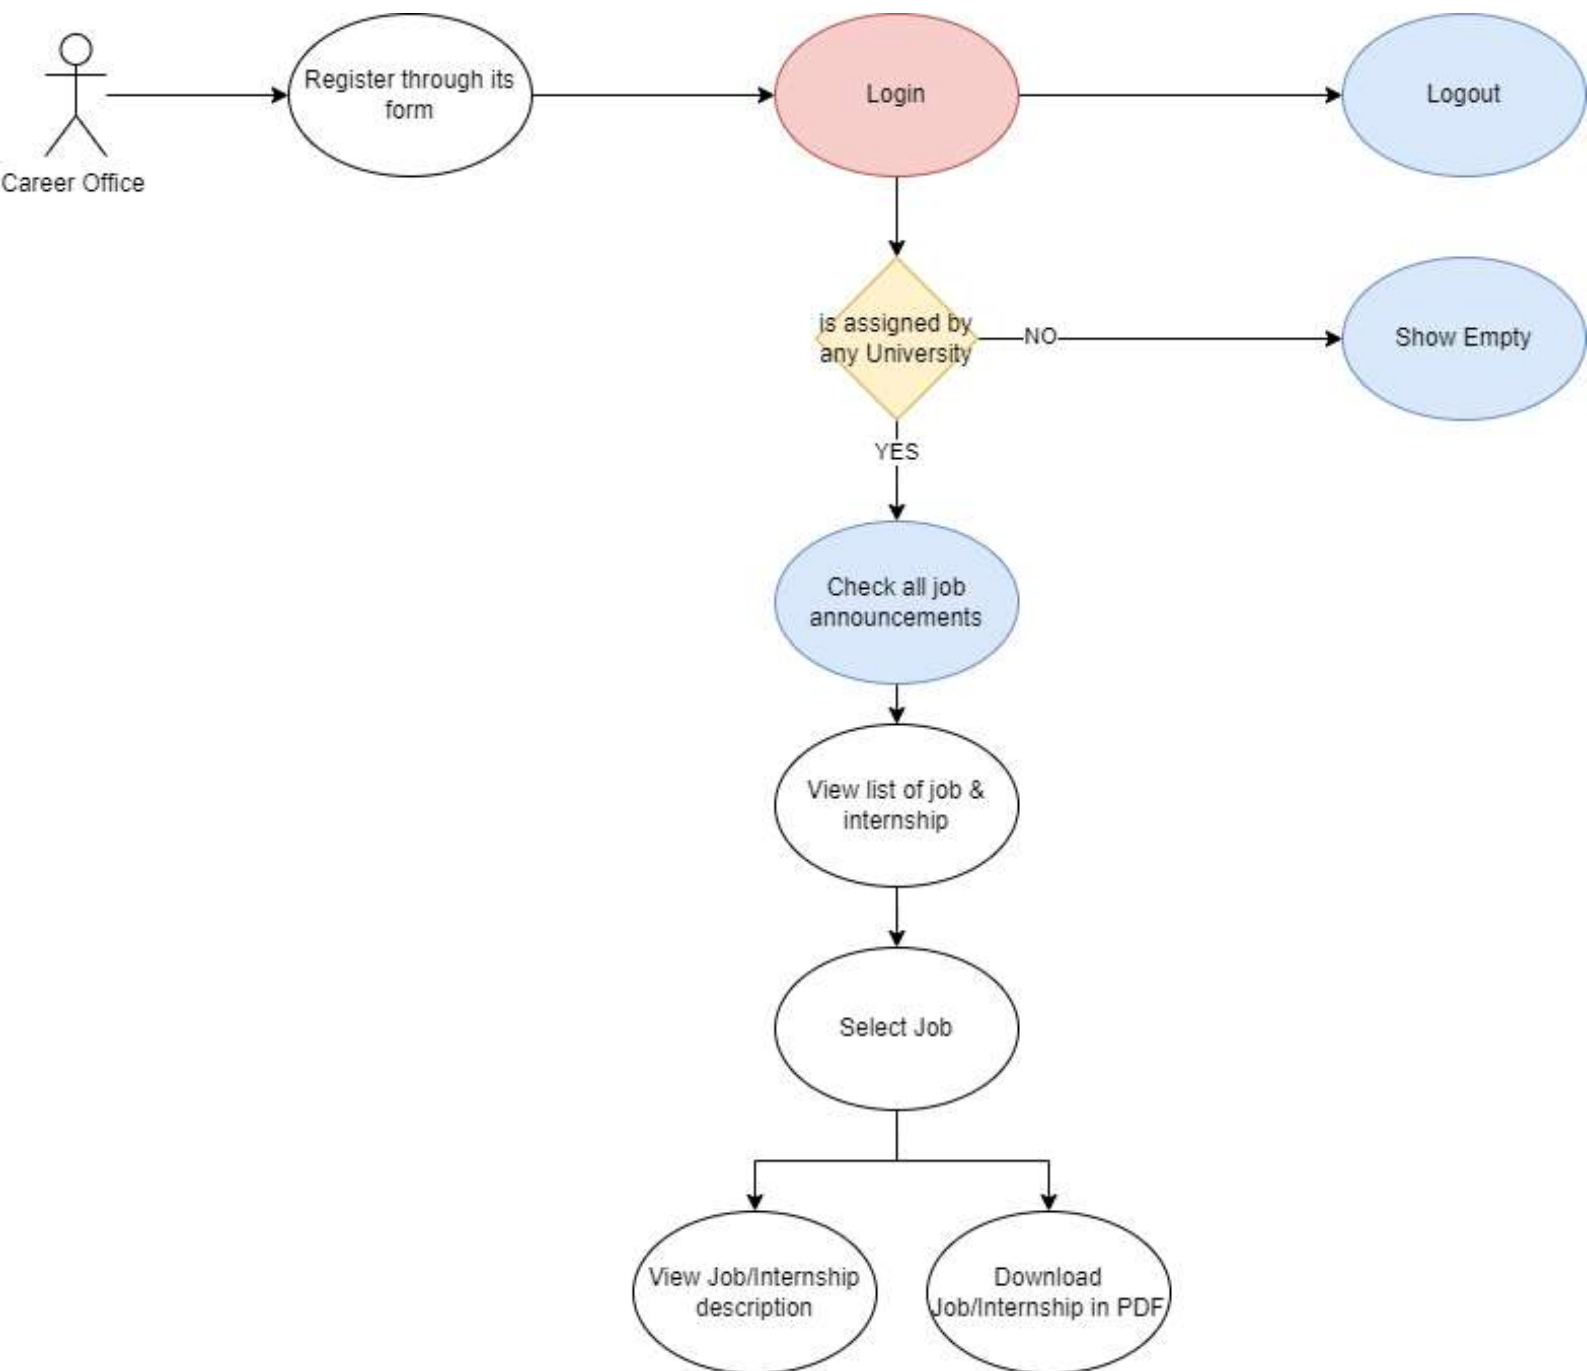 Register through its
form
Login
Logout
Career Office
is assigned by
any University
NO
Show Empty
YES
Check all job
announcements
View list of job &
internship
Select Job
View Job/Internship
description
Download
Job/Internship in PDF